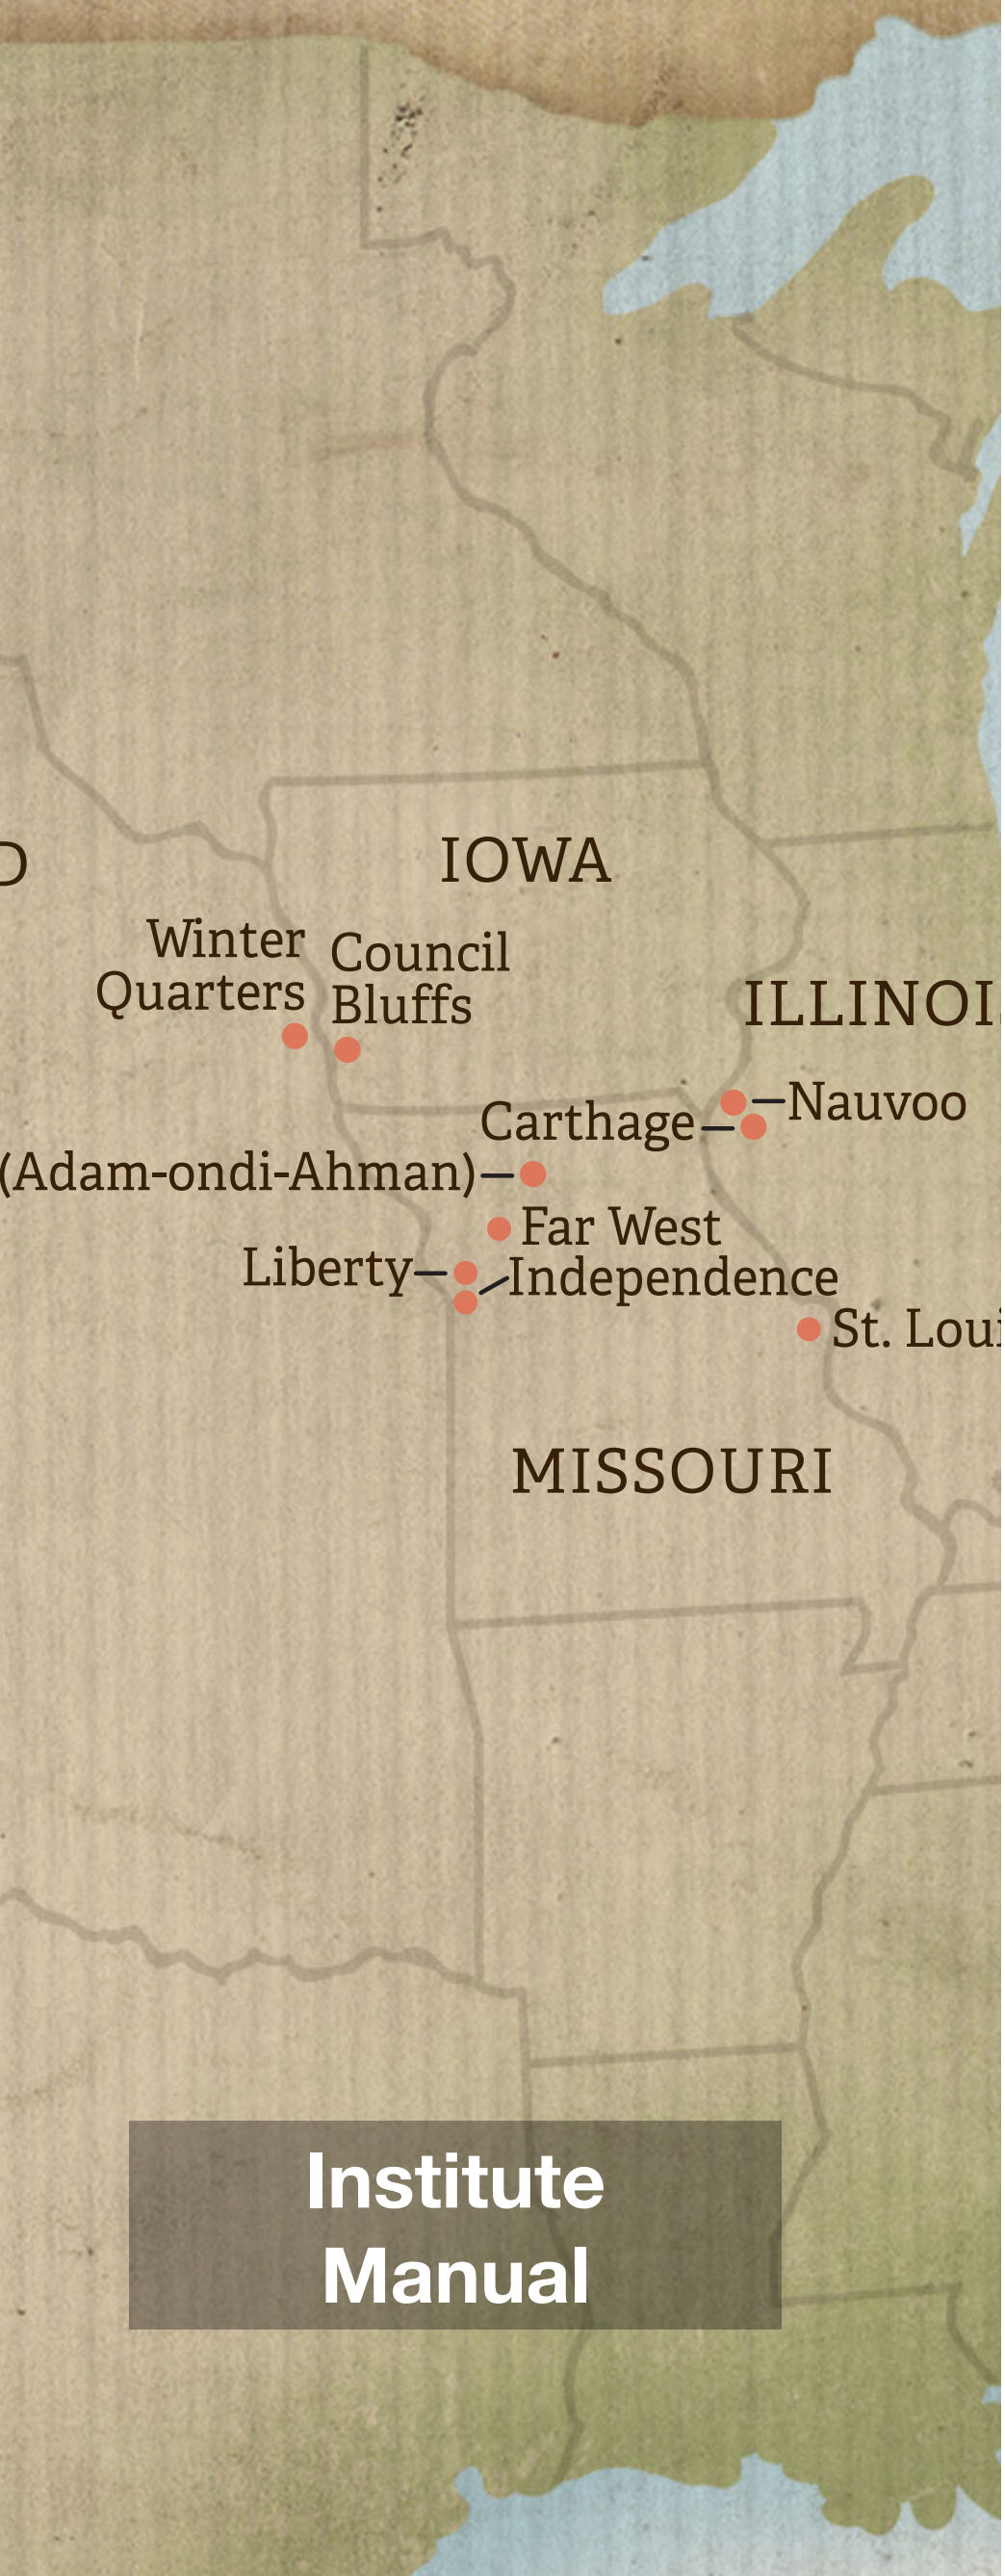 D
IOWA
Winter
Quarters
Council
Bluffs
ILLINOIS
Nauvoo
Carthage
(Adam-ondi-Ahman)
Far West
Liberty
Independence
St. Loui
MISSOURI
Institute
Manual